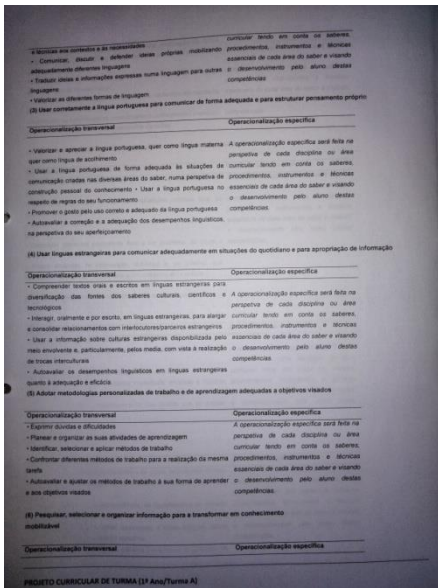 e técnicas aos contextos e às necessidades
• Comunicar, discutir e defender ideias próprias mobilizando
adequadamente diferentes linguagens
• Traduzir ideias e informações expressas numa linguagem para outras
linguagens
• Valorizar as diferentes formas de linguagem
curricular tendo em conta os saberes,
procedimentos, instrumentos e técnicas
essenciais de cada área do saber e visando
o desenvolvimento pelo aluno destas
competências
(3) Usar corretamente a língua portuguesa para comunicar de forma adequada e para estruturar pensamento próprio
Operacionalização transversal
Operacionalização específica
• Valorizar e apreciar a língua portuguesa, quer como língua materna
quer como língua de acolhimento
• Usar a língua portuguesa de forma adequada às situações de
comunicação criadas nas diversas áreas do saber, numa perspetiva de
construção pessoal do conhecimento • Usar a língua portuguesa no
respeito de regras do seu funcionamento
• Promover o gosto pelo uso correto e adequado da língua portuguesa
• Autoavaliar a correção e a adequação dos desempenhos linguísticos,
na perspetiva do seu aperfeiçoamento
A operacionalização específica será feita na
perspetiva de cada disciplina ou área
curricular tendo em conta os saberes,
procedimentos, instrumentos e técnicas
essenciais de cada área do saber e visando
o desenvolvimento pelo aluno destas
competências.
(4) Usar línguas estrangeiras para comunicar adequadamente em situações do quotidiano e para apropriação de informação
Operacionalização transversal
Operacionalização específica
• Compreender textos orais e escritos em línguas estrangeiras para
diversificação das fontes dos saberes culturais, científicos e
tecnológicos
• Interagir, oralmente e por escrito, em línguas estrangeiras, para alargar
e consolidar relacionamentos com interlocutores/parceiros estrangeiros
• Usar a informação sobre culturas estrangeiras disponibilizada pelo
meio envolvente e, particularmente, pelos media, com vista à realização
de trocas interculturais
• Autoavaliar os desempenhos linguísticos em línguas estrangeiras
quanto à adequação e eficácia
A operacionalização específica será feita na
perspetiva de cada disciplina ou área
curricular tendo em conta os saberes,
procedimentos, instrumentos e técnicas
essenciais de cada área do saber e visando
o desenvolvimento pelo aluno destas
competências
(5) Adotar metodologias personalizadas de trabalho e de aprendizagem adequadas a objetivos visados
Operacionalização transversal
Operacionalização específica
• Exprimir dúvidas e dificuldades
• Planear e organizar as suas atividades de aprendizagem
• Identificar, selecionar e aplicar métodos de trabalho
• Confrontar diferentes métodos de trabalho para a realização da mesma
tarefa
• Autoavaliar e ajustar os métodos de trabalho à sua forma de aprender
e aos objetivos visados
A operacionalização específica será feita na
perspetiva de cada disciplina ou área
curricular tendo em conta os saberes,
procedimentos, instrumentos e técnicas
essenciais de cada área do saber e visando
o desenvolvimento pelo aluno destas
competências.
(6) Pesquisar, selecionar e organizar informação para a transformar em conhecimento
mobilizável
Operacionalização transversal
Operacionalização específica
PROJETO CURRICULAR DE TURMA (1º Ano/Turma A)